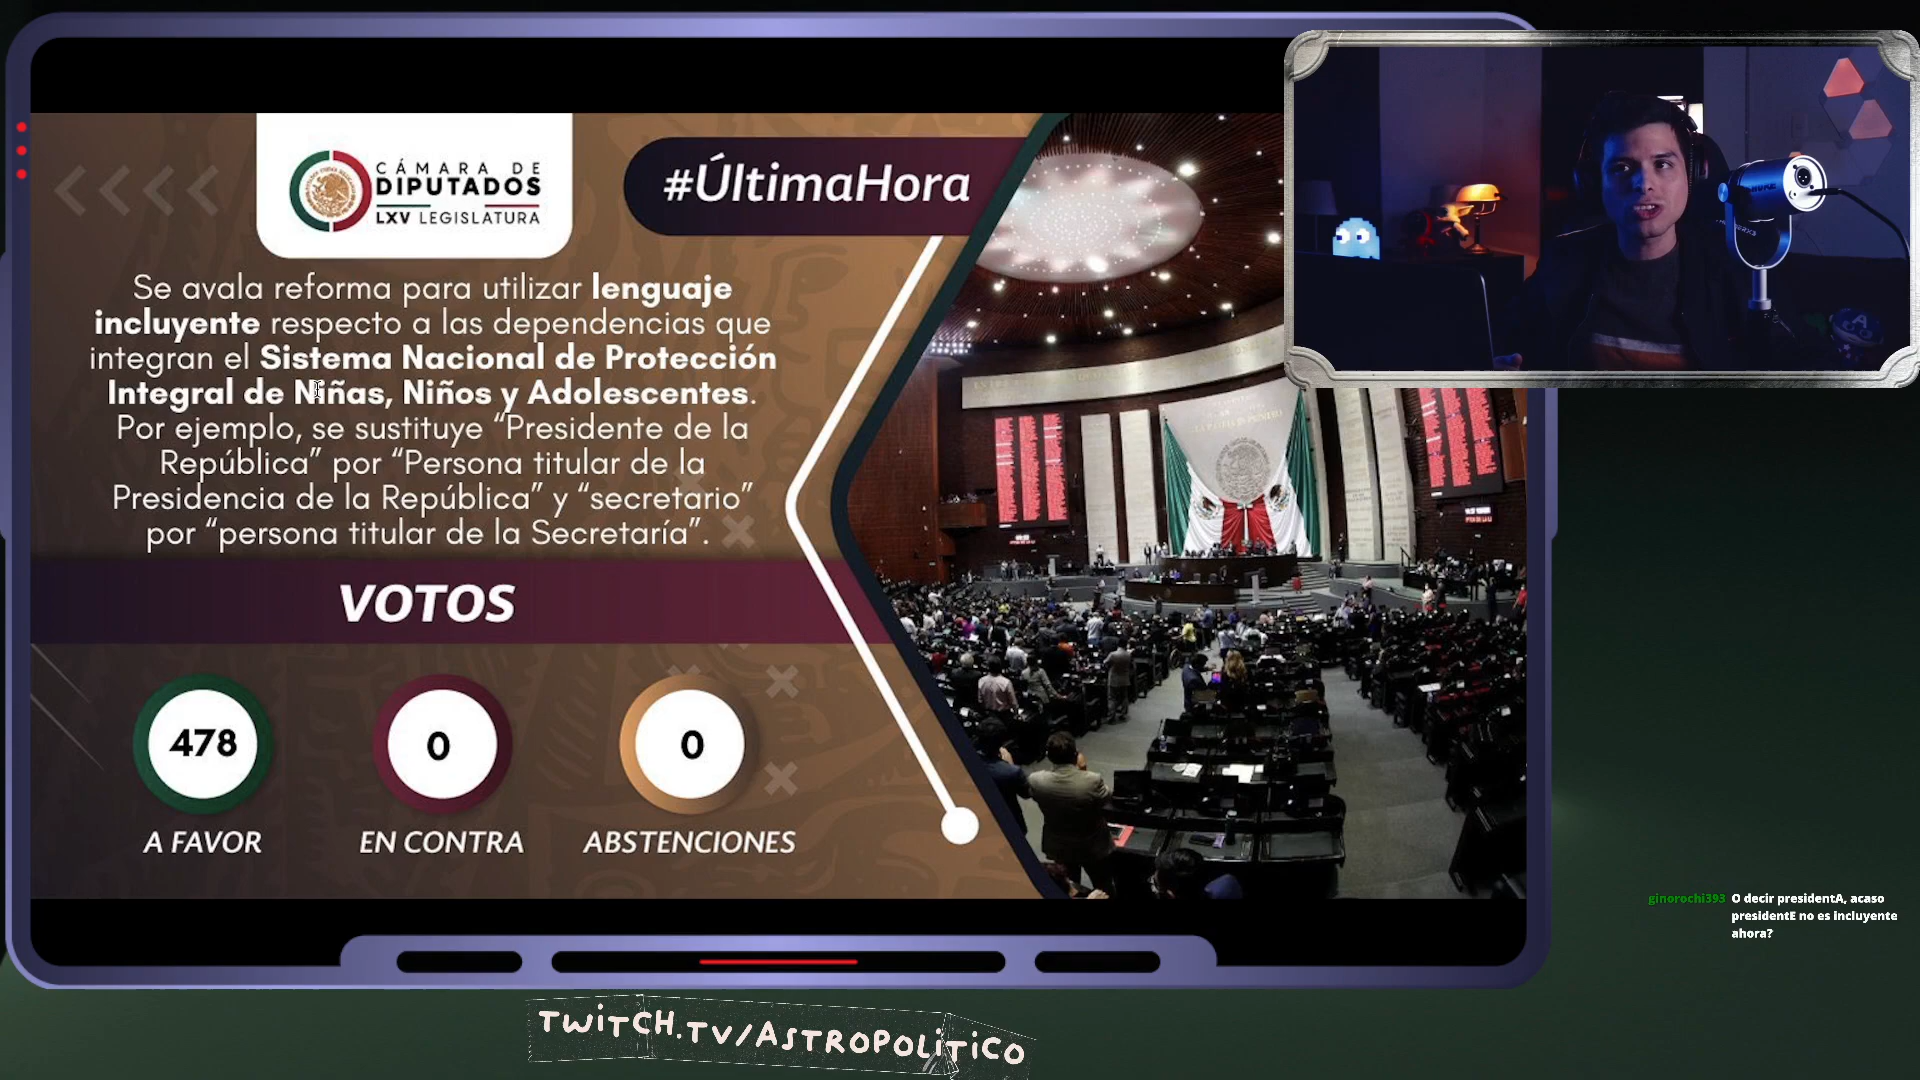 CÁMARA DE
DIPUTADOS
LXV LEGISLATURA
#ÚltimaHora
Se avala reforma para utilizar lenguaje
incluyente respecto a las dependencias que
integran el Sistema Nacional de Protección
Integral de Niñas, Niños y Adolescentes.
Por ejemplo, se sustituye “Presidente de la
República” por “Persona titular de la
Presidencia de la República” y “secretario”
por “persona titular de la Secretaría”.
VOTOS
478
0
0
A FAVOR
EN CONTRA
ABSTENCIONES
ginorochi393 O decir presidentA, acaso
presidentE no es incluyente
ahora?
TWITCH.TV/ASTROPOLITICO